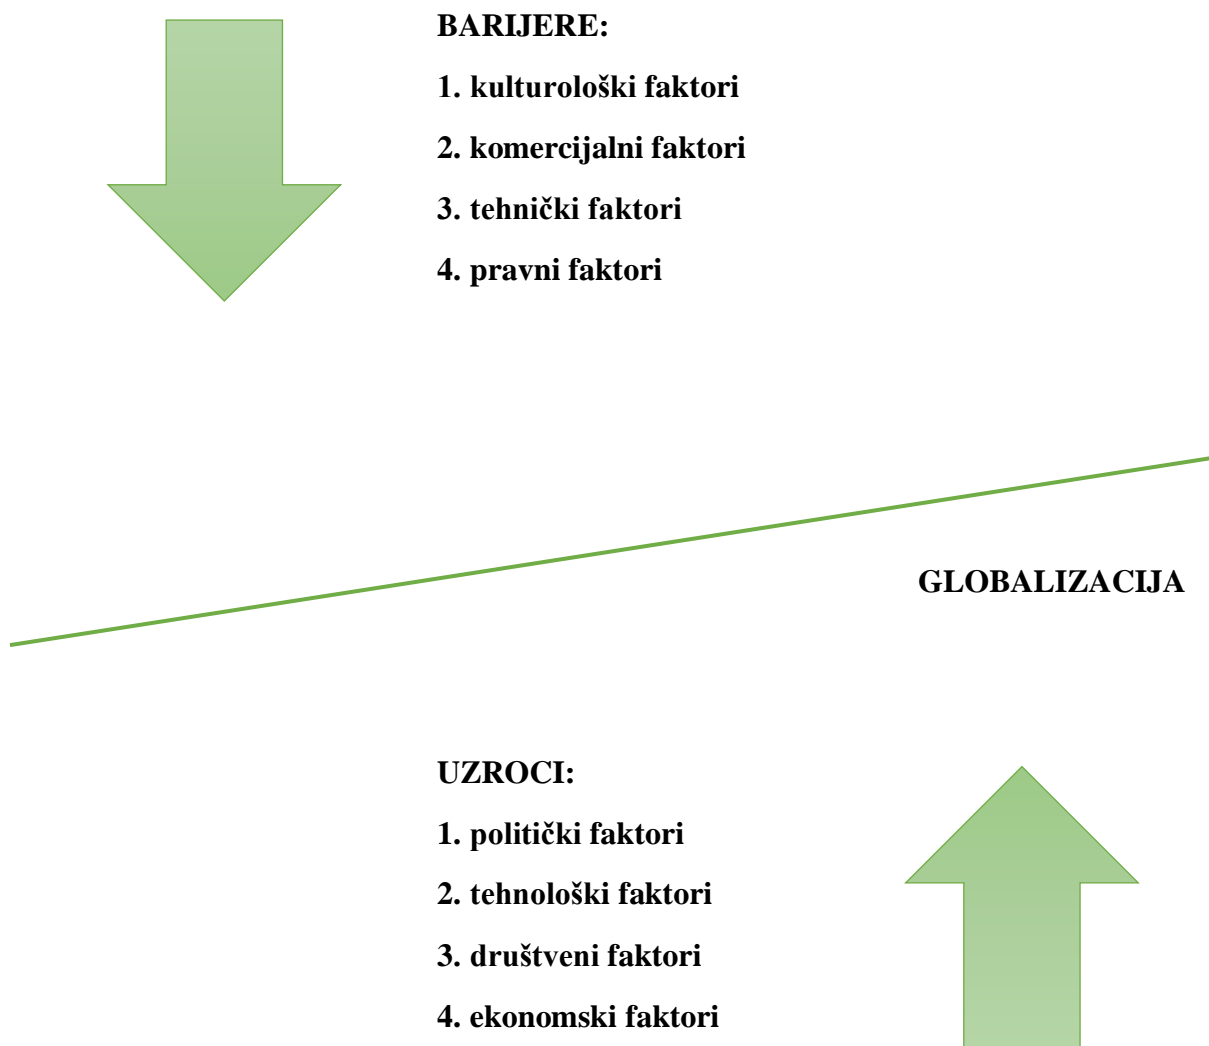 BARIJERE:
1. kulturološki faktori
2. komercijalni faktori
3. tehnički faktori
4. pravni faktori
GLOBALIZACIJA
UZROCI:
1. politički faktori
2. tehnološki faktori
3. društveni faktori
4. ekonomski faktori